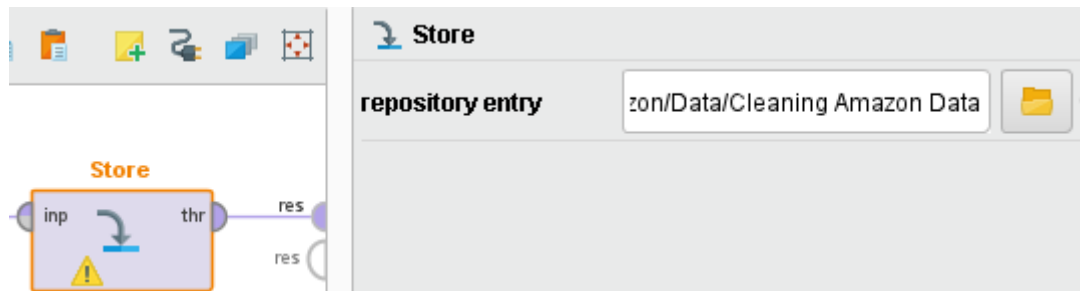 Store
repository entry
zon/Data/Cleaning Amazon Data
Store
inp
thr
res
res